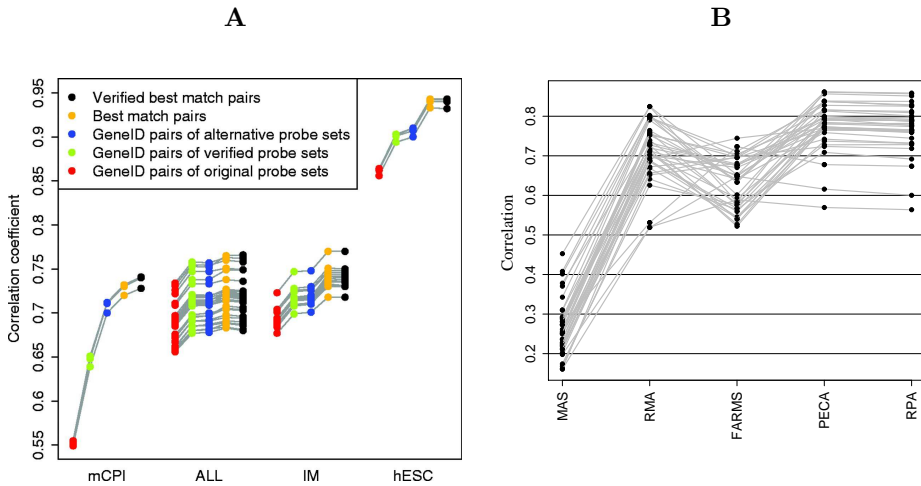 A
Correlation coefficient
0.95
0.9
0.85
0.8
0.75
0.7
0.65
0.6
0.55
Verified best match pairs
Best match pairs
GeneID pairs of alternative probe sets
GeneID pairs of verified probe sets
GeneID pairs of original probe sets
mCPI ALL IM hESC
B
Correlation
0.8
0.7
0.6
0.5
0.4
0.3
0.2
MAS
RMA
FARMS
PECA
RPA